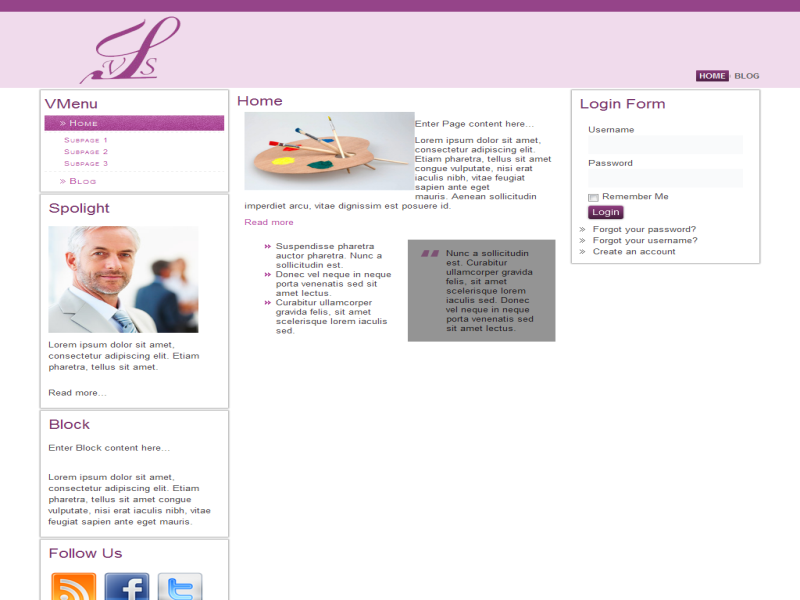 VS
HOME
BLOG
VMenu
» Home
Subpage 1
Subpage 2
Subpage 3
» Blog
Spolight
Lorem ipsum dolor sit amet,
consectetur adipiscing elit. Etiam
pharetra, tellus sit amet.
Read more...
Block
Enter Block content here...
Lorem ipsum dolor sit amet,
consectetur adipiscing elit. Etiam
pharetra, tellus sit amet congue
vulputate, nisi erat iaculis nibh, vitae
feugiat sapien ante eget mauris.
Follow Us
Home
Enter Page content here...
Lorem ipsum dolor sit amet,
consectetur adipiscing elit.
Etiam pharetra, tellus sit amet
congue vulputate, nisi erat
iaculis nibh, vitae feugiat
sapien ante eget
mauris. Aenean sollicitudin
imperdiet arcu, vitae dignissim est posuere id.
Read more
Suspendisse pharetra
auctor pharetra. Nunc a
sollicitudin est.
Donec vel neque in neque
porta venenatis sed sit
amet lectus.
Curabitur ullamcorper
gravida felis, sit amet
scelerisque lorem iaculis
sed.
Nunc a sollicitudin
est. Curabitur
ullamcorper gravida
felis, sit amet
scelerisque lorem
iaculis sed. Donec
vel neque in neque
porta venenatis sed
sit amet lectus.
Login Form
Username
Password
Remember Me
Login
» Forgot your password?
» Forgot your username?
» Create an account